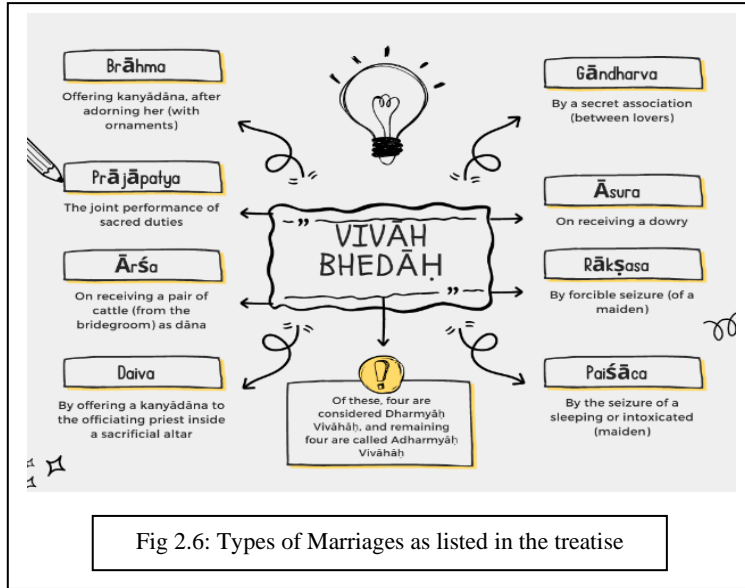 Brāhma
Offering kanyādāna, after
adorning her (with
ornaments)
Prājāpatya
The joint performance of
sacred duties
Ārśa
On receiving a pair of
cattle (from the
bridegroom) as dāna
Daiva
By offering a kanyādāna to
the officiating priest inside
a sacrificial altar
VIVĀH
BHEDĀḤ
Of these, four are
considered Dharmyāḥ
Vivāhāḥ, and remaining
four are called Adharmyāḥ
Vivāhāḥ
Gāndharva
By a secret association
(between lovers)
Āsura
On receiving a dowry
Rākṣasa
By forcible seizure (of a
maiden)
Paiśāca
By the seizure of a
sleeping or intoxicated
(maiden)
Fig 2.6: Types of Marriages as listed in the treatise